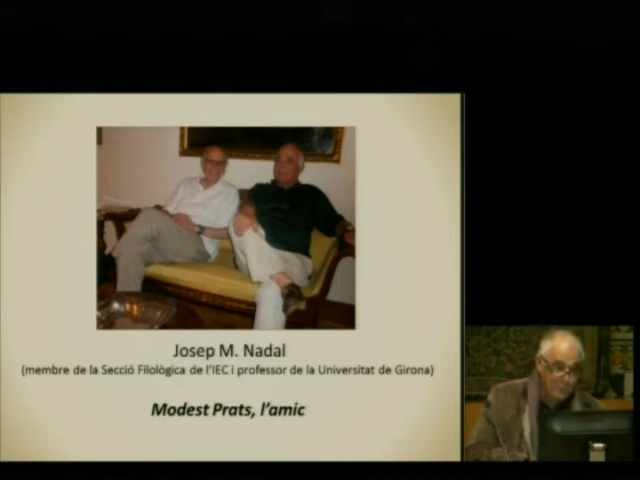 Josep M. Nadal
(membre de la Secció Filològica de l'IEC i professor de la Universitat de Girona)
Modest Prats, l'amic